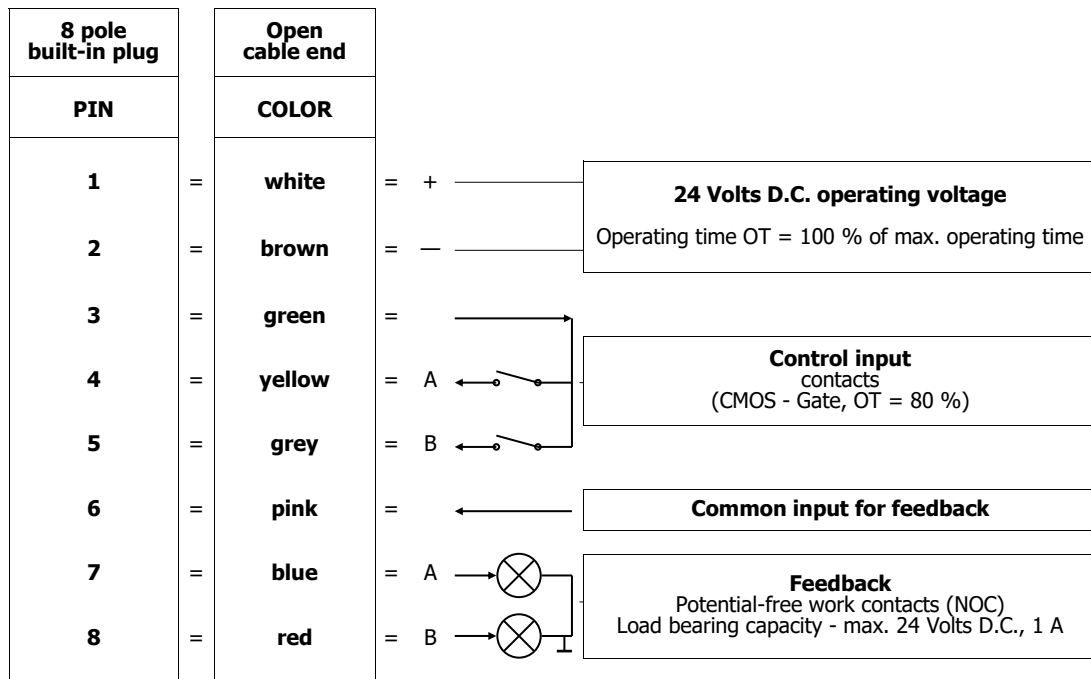 8 pole
built-in plug
Open
cable end
PIN
COLOR
1 = white = +
24 Volts D.C. operating voltage
Operating time OT = 100 % of max. operating time
2 = brown = —
3 = green =
4 = yellow = A
Control input
contacts
(CMOS - Gate, OT = 80 %)
5 = grey = B
6 = pink =
Common input for feedback
7 = blue = A
Feedback
Potential-free work contacts (NOC)
Load bearing capacity - max. 24 Volts D.C., 1 A
8 = red = B